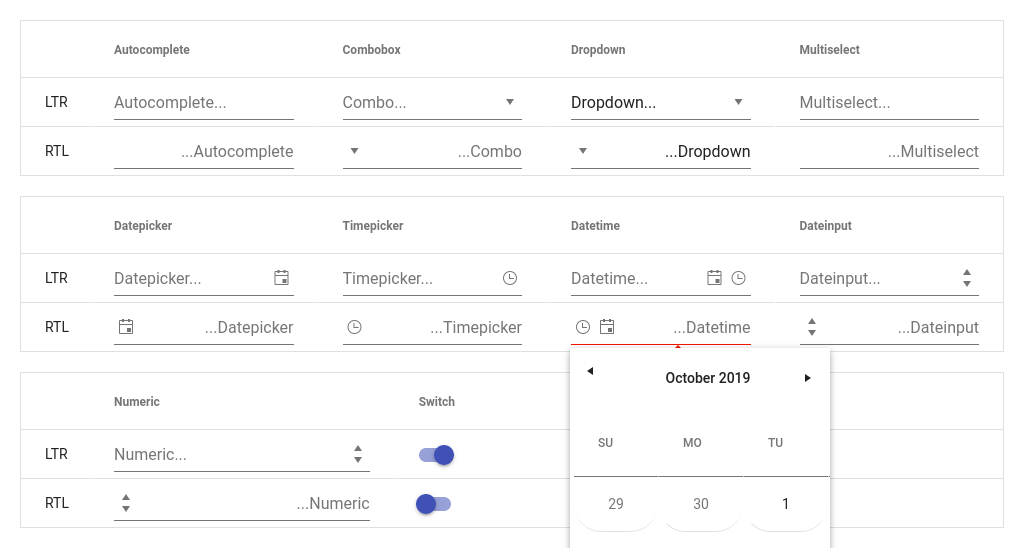 Autocomplete Combobox Dropdown Multiselect
LTR Autocomplete... Combo... Dropdown... Multiselect...
RTL ...Autocomplete ...Combo ...Dropdown ...Multiselect
Datepicker Timepicker Datetime Dateinput
LTR Datepicker... Timepicker... Datetime... Dateinput...
RTL ...Datepicker ...Timepicker ...Datetime ...Dateinput
October 2019
Numeric Switch
SU MO TU
LTR Numeric...
RTL ...Numeric
29 30 1